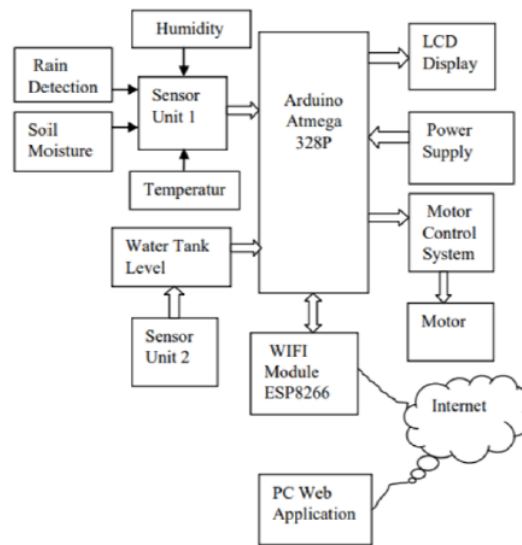 Humidity
Rain
Detection
Soil
Moisture
Sensor
Unit 1
Temperatur
Water Tank
Level
Sensor
Unit 2
Arduino
Atmega
328P
LCD
Display
Power
Supply
Motor
Control
System
Motor
WIFI
Module
ESP8266
Internet
PC Web
Application